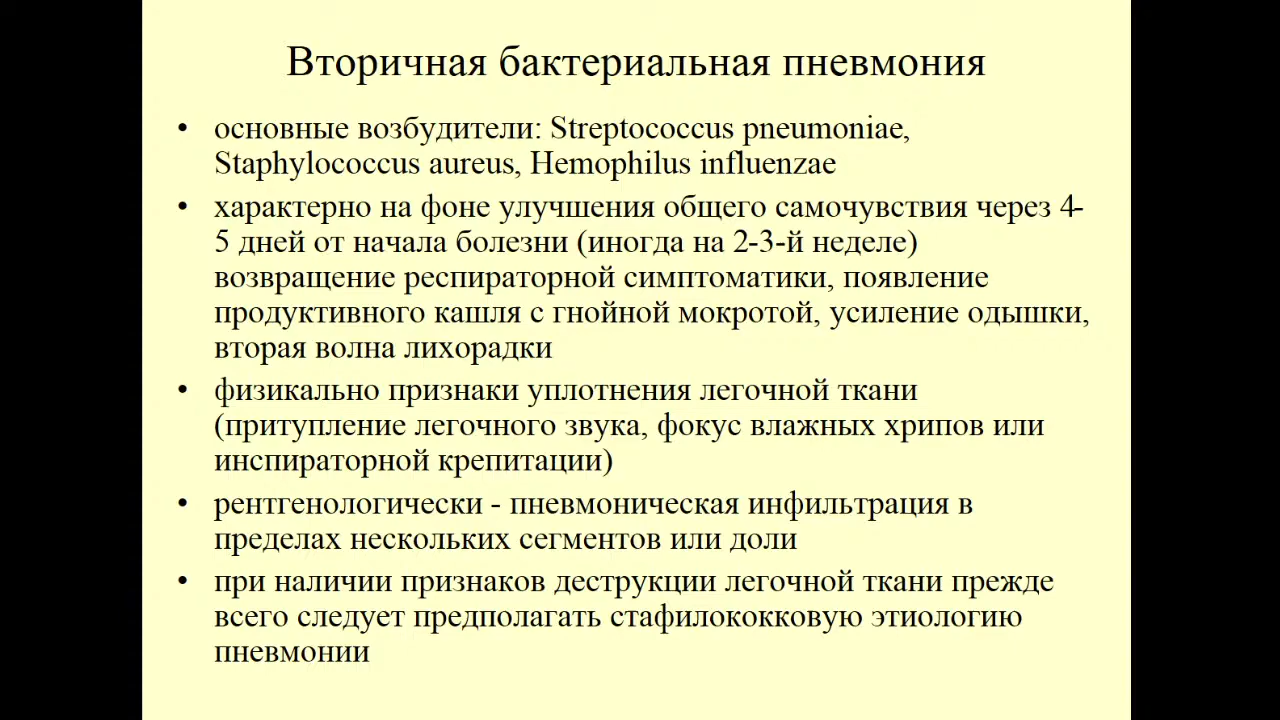 Вторичная бактериальная пневмония
• основные возбудители: Streptococcus pneumoniae,
Staphylococcus aureus, Hemophilus influenzae
• характерно на фоне улучшения общего самочувствия через 4-
5 дней от начала болезни (иногда на 2-3-й неделе)
возвращение респираторной симптоматики, появление
продуктивного кашля с гнойной мокротой, усиление одышки,
вторая волна лихорадки
• физикально признаки уплотнения легочной ткани
(притупление легочного звука, фокус влажных хрипов или
инспираторной крепитации)
• рентгенологически - пневмоническая инфильтрация в
пределах нескольких сегментов или доли
• при наличии признаков деструкции легочной ткани прежде
всего следует предполагать стафилококковую этиологию
пневмонии